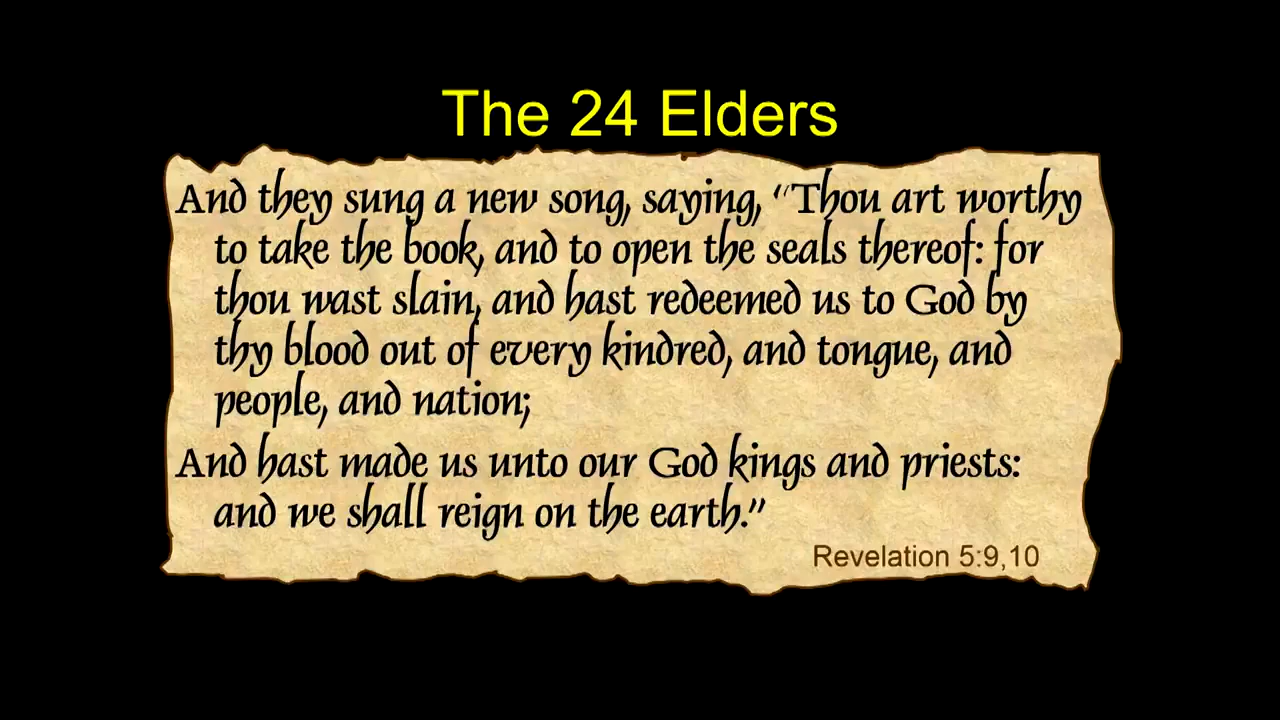 The 24 Elders
And they sung a new song, saying, “Thou art worthy
to take the book, and to open the seals thereof: for
thou wast slain, and hast redeemed us to God by
thy blood out of every kindred, and tongue, and
people, and nation;
And hast made us unto our God kings and priests:
and we shall reign on the earth.”
Revelation 5:9,10